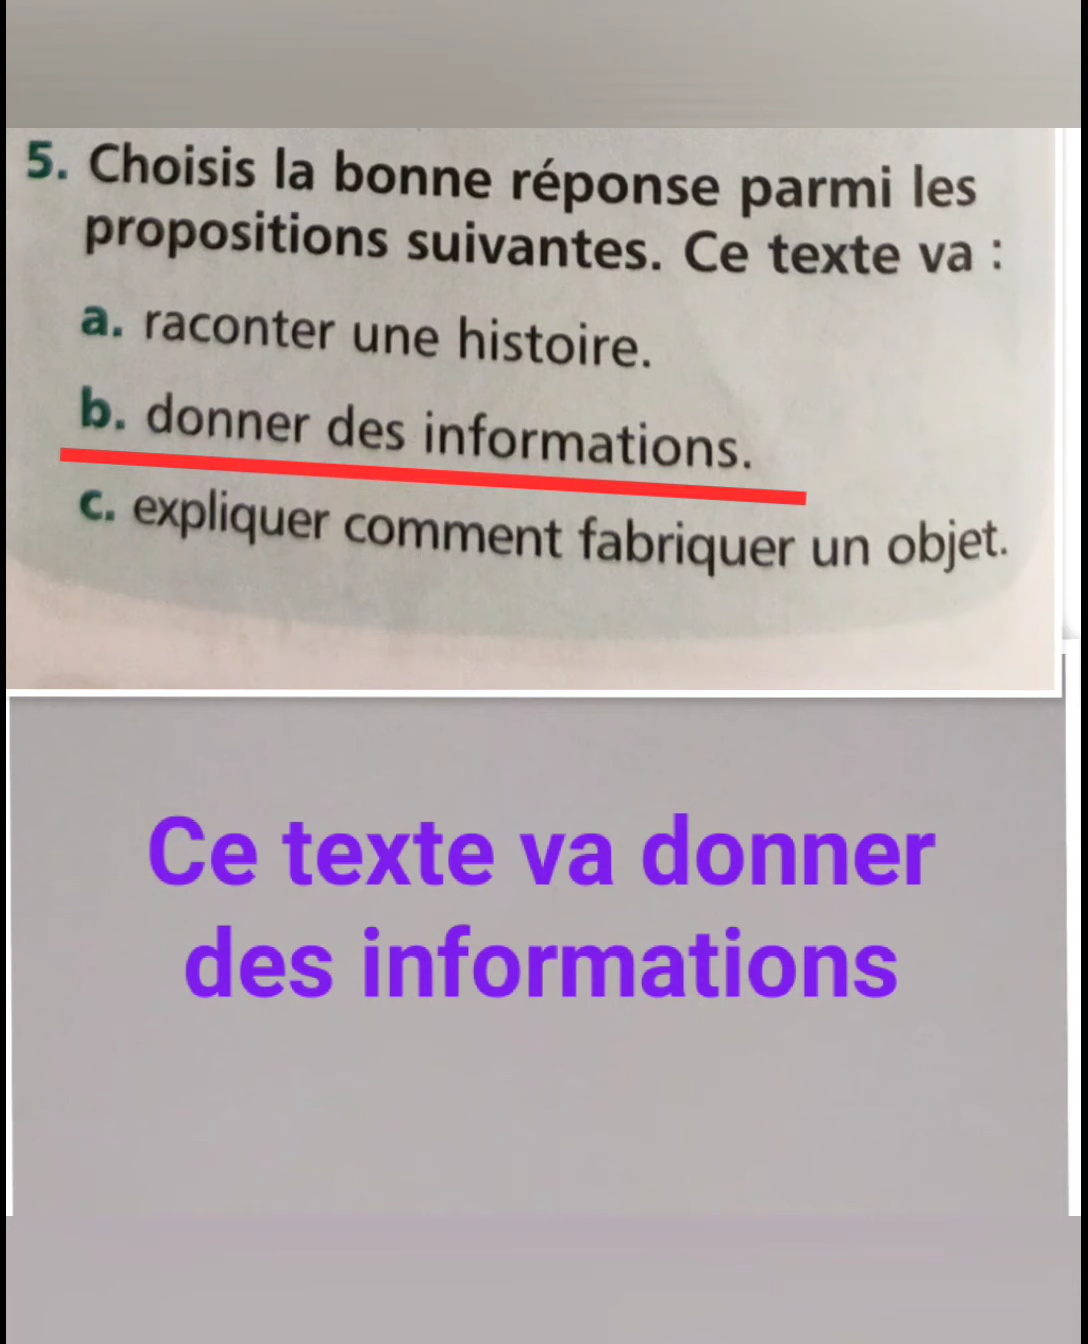 5. Choisis la bonne réponse parmi les
propositions suivantes. Ce texte va :
a. raconter une histoire.
b. donner des informations.
c. expliquer comment fabriquer un objet.
Ce texte va donner
des informations